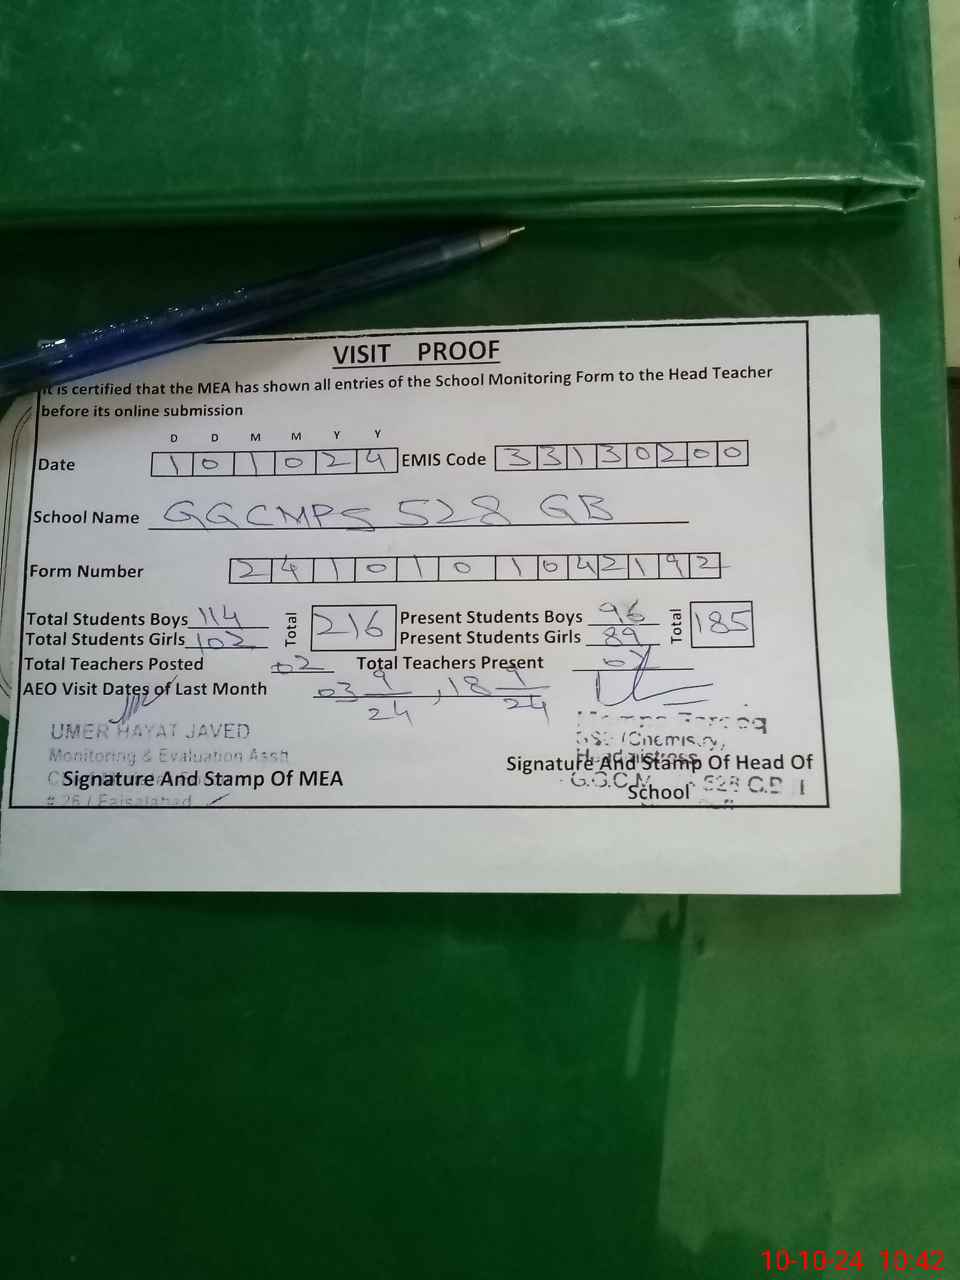 VISIT PROOF
It is certified that the MEA has shown all entries of the School Monitoring Form to the Head Teacher
before its online submission
D D M M Y Y
Date 1 0 1 0 2 4 EMIS Code 3 3 1 3 0 2 0 0
School Name GGCMPS 528 GB
Form Number 2 4 1 0 1 0 1 0 4 2 1 9 2
Total Students Boys 114 Total 216 Present Students Boys 96 Total 185
Total Students Girls 102 Present Students Girls 89
Total Teachers Posted 02 Total Teachers Present 02
AEO Visit Dates of Last Month 03 9/24, 18 9/24
UMER HAYAT JAVED
Monitoring & Evaluation Asstt
Signature And Stamp Of MEA
# 26 / Faisalabad
(Chemistry)
Headmistress
Signature And Stamp Of Head Of
School
G.G.C.M 528 G.B
10-10-24 10:42